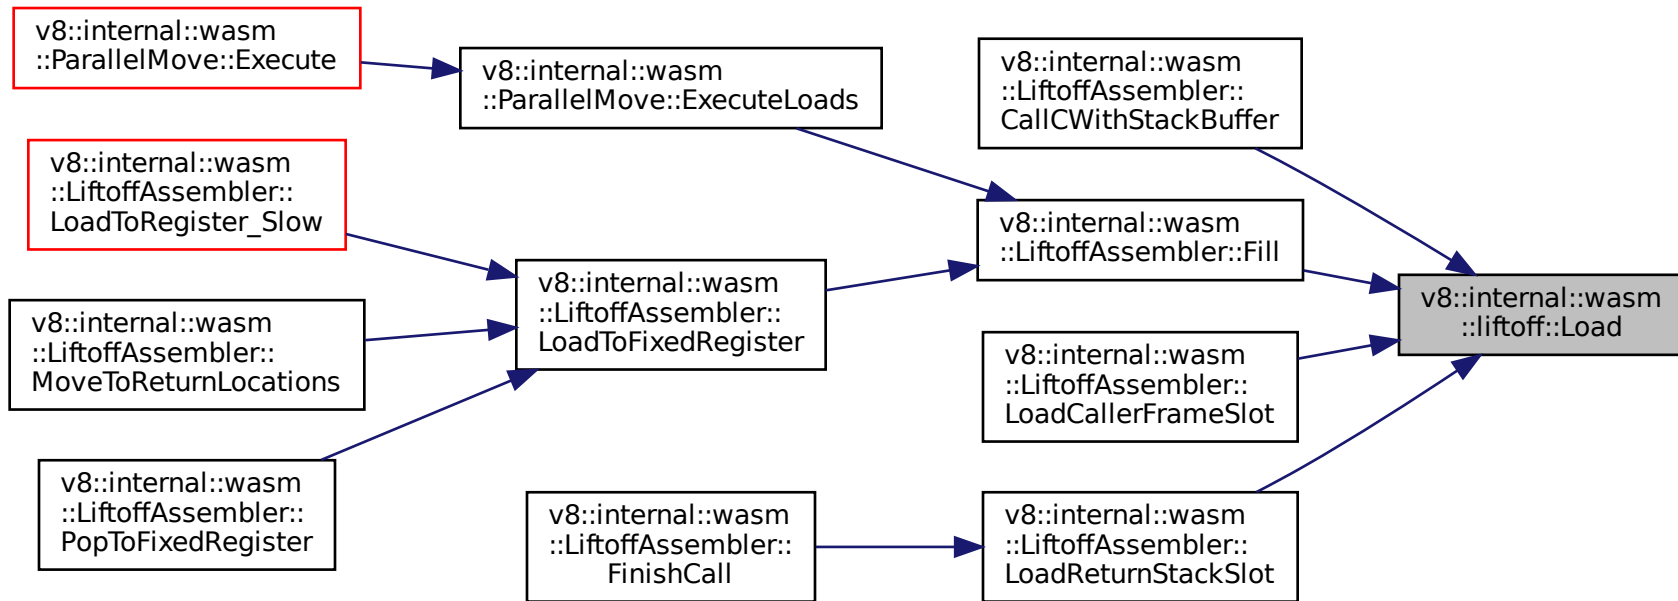 v8::internal::wasm
::ParallelMove::Execute
v8::internal::wasm
::ParallelMove::ExecuteLoads
v8::internal::wasm
::LiftoffAssembler::
CallCWithStackBuffer
v8::internal::wasm
::LiftoffAssembler::
LoadToRegister_Slow
v8::internal::wasm
::LiftoffAssembler::Fill
v8::internal::wasm
::LiftoffAssembler::
LoadToFixedRegister
v8::internal::wasm
::liftoff::Load
v8::internal::wasm
::LiftoffAssembler::
MoveToReturnLocations
v8::internal::wasm
::LiftoffAssembler::
LoadCallerFrameSlot
v8::internal::wasm
::LiftoffAssembler::
PopToFixedRegister
v8::internal::wasm
::LiftoffAssembler::
FinishCall
v8::internal::wasm
::LiftoffAssembler::
LoadReturnStackSlot